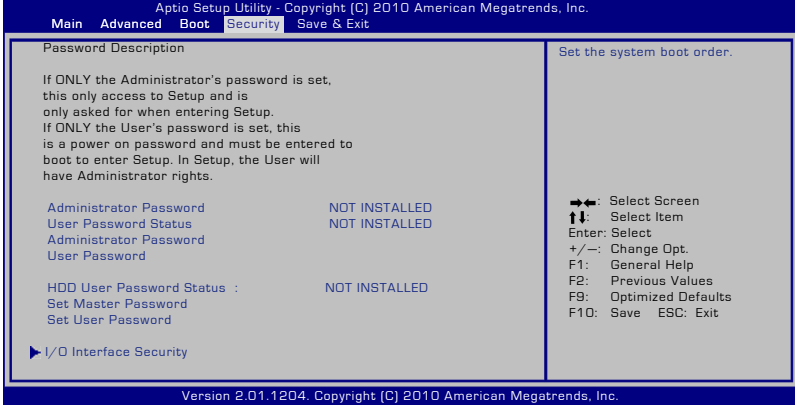 Aptio Setup Utility - Copyright (C) 2010 American Megatrends, Inc.
Main Advanced Boot Security Save & Exit
Password Description
If ONLY the Administrator's password is set,
this only access to Setup and is
only asked for when entering Setup.
If ONLY the User's password is set, this
is a power on password and must be entered to
boot to enter Setup. In Setup, the User will
have Administrator rights.
Administrator Password NOT INSTALLED
User Password Status NOT INSTALLED
Administrator Password
User Password
HDD User Password Status : NOT INSTALLED
Set Master Password
Set User Password
I/O Interface Security
Set the system boot order.
→←: Select Screen
↑↓: Select Item
Enter: Select
+/—: Change Opt.
F1: General Help
F2: Previous Values
F9: Optimized Defaults
F10: Save ESC: Exit
Version 2.01.1204. Copyright (C) 2010 American Megatrends, Inc.